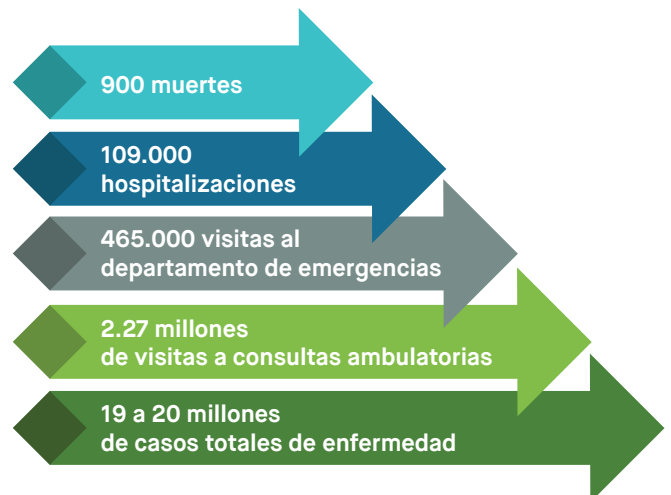 900 muertes
109.000
hospitalizaciones
465.000 visitas al
departamento de emergencias
2.27 millones
de visitas a consultas ambulatorias
19 a 20 millones
de casos totales de enfermedad